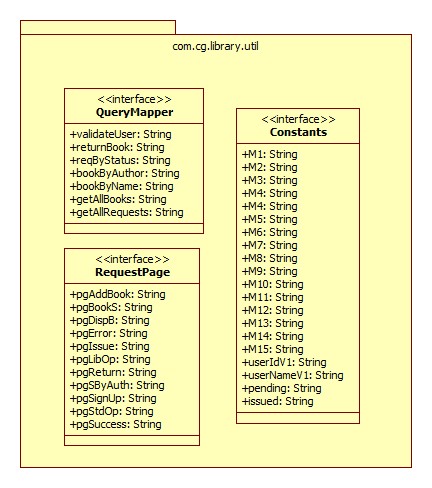 com.cg.library.util
<<interface>>
QueryMapper
+validateUser: String
+returnBook: String
+reqByStatus: String
+bookByAuthor: String
+bookByName: String
+getAllBooks: String
+getAllRequests: String
<<interface>>
RequestPage
+pgAddBook: String
+pgBookS: String
+pgDispB: String
+pgError: String
+pgIssue: String
+pgLibOp: String
+pgReturn: String
+pgSByAuth: String
+pgSignUp: String
+pgStdOp: String
+pgSuccess: String
<<interface>>
Constants
+M1: String
+M2: String
+M3: String
+M4: String
+M4: String
+M5: String
+M6: String
+M7: String
+M8: String
+M9: String
+M10: String
+M11: String
+M12: String
+M13: String
+M14: String
+M15: String
+userIdV1: String
+userNameV1: String
+pending: String
+issued: String